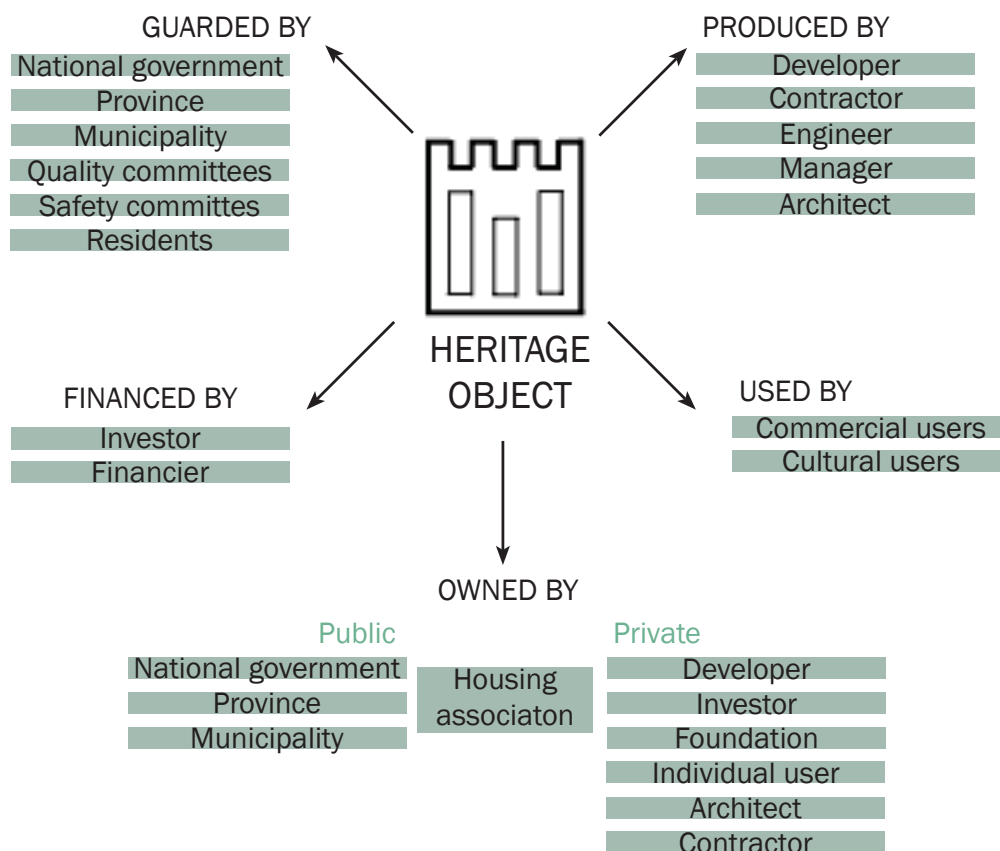 GUARDED BY
National government
Province
Municipality
Quality committees
Safety committes
Residents
PRODUCED BY
Developer
Contractor
Engineer
Manager
Architect
HERITAGE
OBJECT
FINANCED BY
Investor
Financier
USED BY
Commercial users
Cultural users
OWNED BY
Public
National government
Province
Municipality
Housing
associaton
Private
Developer
Investor
Foundation
Individual user
Architect
Contractor